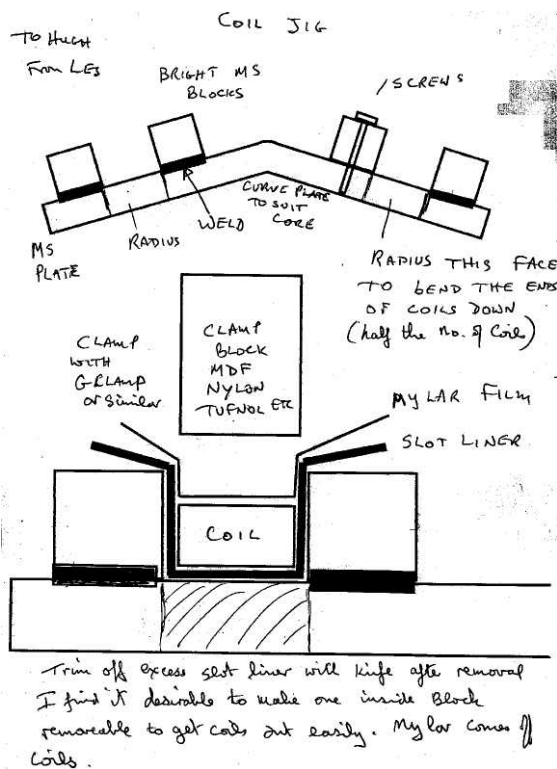 COIL JIG
TO HUGH
From LES
BRIGHT MS
BLOCKS
SCREWS
CURVE PLATE
TO SUIT
CORE
WELD
RADIUS
MS
PLATE
RADIUS THIS FACE
TO BEND THE ENDS
OF COILS DOWN
(half the No. of Coils)
CLAMP
WITH
G CLAMP
or Similar
CLAMP
BLOCK
MDF
NYLON
TUFNOL ETC
MYLAR FILM
SLOT LINER
COIL
Trim off excess slot liner with knife after removal
I find it desirable to make one inside Block
removeable to get coils out easily. Mylar comes off
coils.